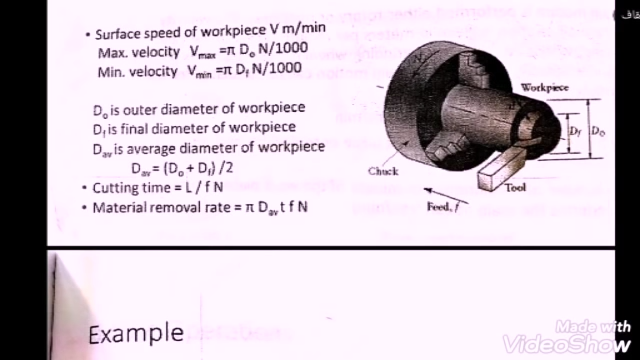 • Surface speed of workpiece V m/min
Max. velocity Vmax =π Do N/1000
Min. velocity Vmin =π Df N/1000
Do is outer diameter of workpiece
Df is final diameter of workpiece
Dav is average diameter of workpiece
Dav = (Do + Df) /2
• Cutting time = L / f N
• Material removal rate = π Dav t f N
N
Workpiece
Df
Do
Chuck
Tool
Feed, f
Example
Made with
VideoShow